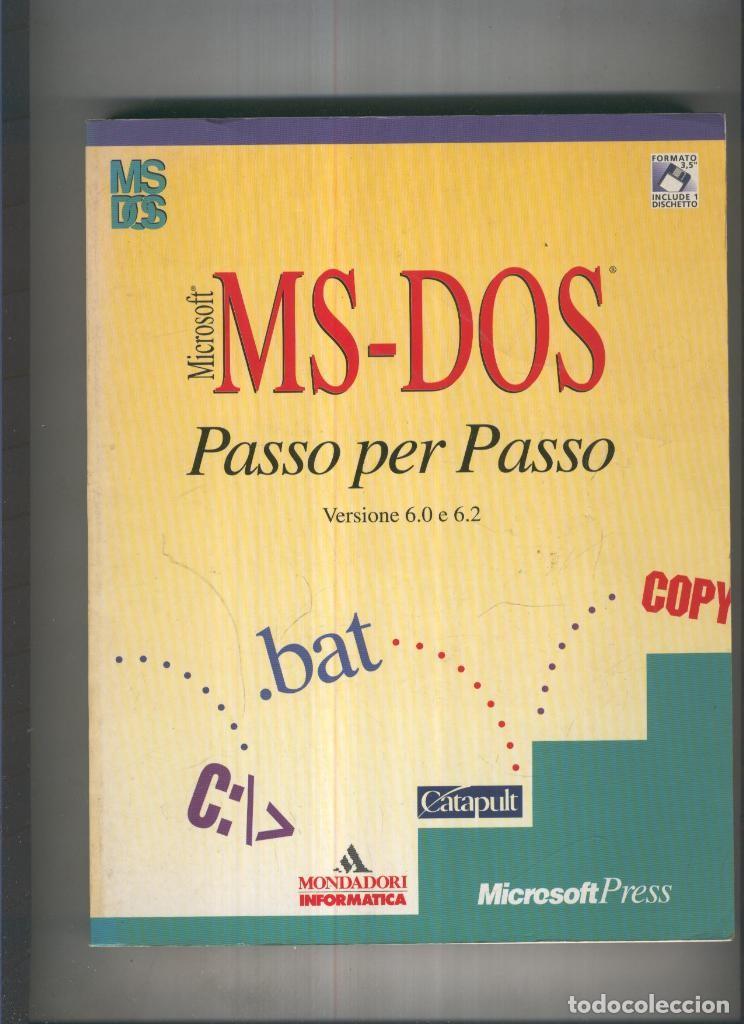 MS
DOS
FORMATO
3,5"
INCLUDE 1
DISCHETTO
Microsoft®
MS-DOS®
Passo per Passo
Versione 6.0 e 6.2
COPY
.bat
C:\>
Catapult
MONDADORI
INFORMATICA
Microsoft Press
todocoleccion